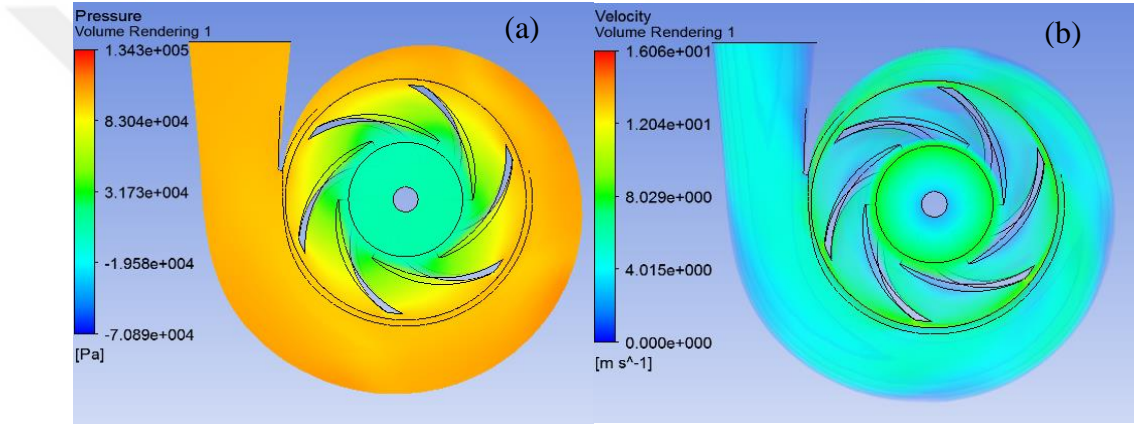 Pressure
Volume Rendering 1
(a)
1.343e+005
8.304e+004
3.173e+004
-1.958e+004
-7.089e+004
[Pa]
Velocity
Volume Rendering 1
(b)
1.606e+001
1.204e+001
8.029e+000
4.015e+000
0.000e+000
[m s^-1]